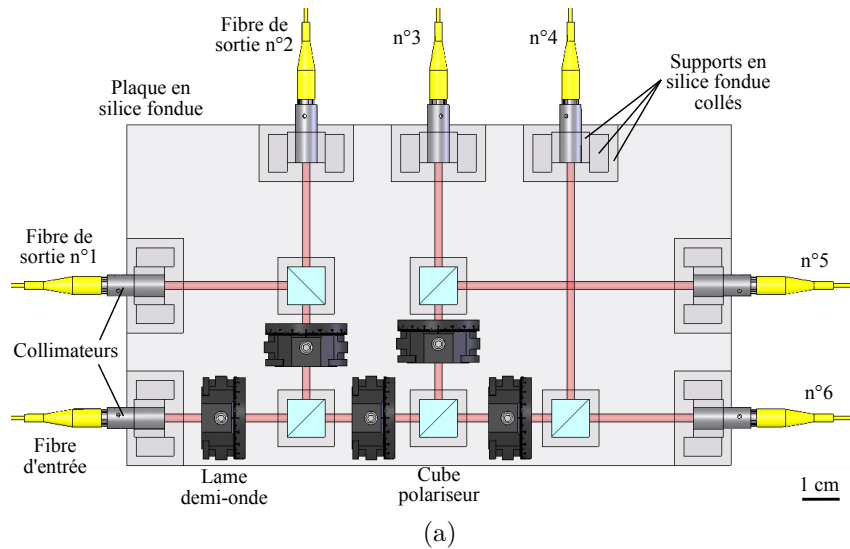 Fibre de
sortie n°2
n°3
n°4
Supports en
silice fondue
collés
Plaque en
silice fondue
Fibre de
sortie n°1
n°5
Collimateurs
n°6
Fibre
d'entrée
Lame
demi-onde
Cube
polariseur
1 cm
(a)